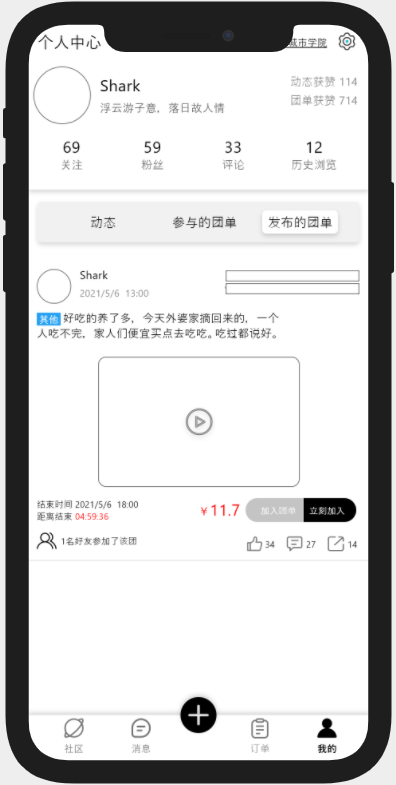 个人中心
城市学院
Shark
浮云游子意，落日故人情
动态获赞 114
团单获赞 714
69
59
33
12
关注
粉丝
评论
历史浏览
动态
参与的团单
发布的团单
Shark
2021/5/6 13:00
其他 好吃的养了多，今天外婆家摘回来的，一个
人吃不完，家人们便宜买点去吃吃。吃过都说好。
结束时间 2021/5/6 18:00
距离结束 04:59:36
￥11.7
加入团单
立刻加入
1名好友参加了该团
34
27
14
社区
消息
订单
我的